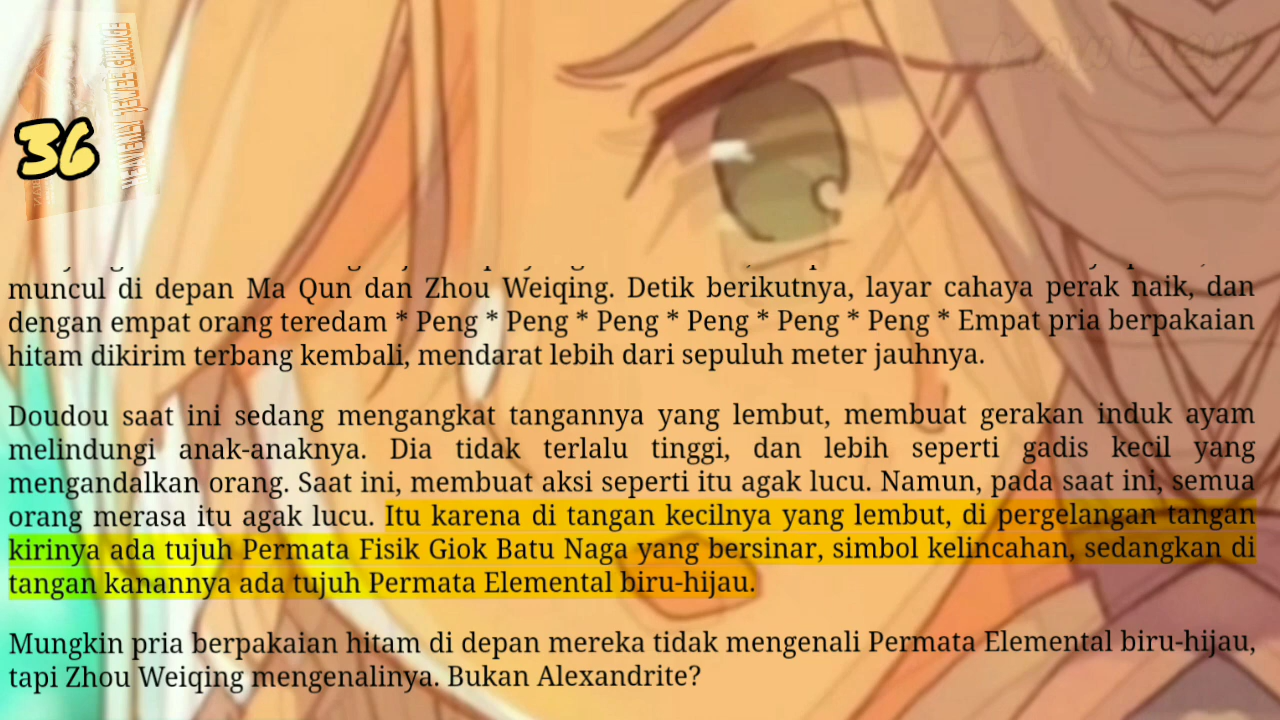 HEAVENLY JEWEL CHANGE
36
muncul di depan Ma Qun dan Zhou Weiqing. Detik berikutnya, layar cahaya perak naik, dan
dengan empat orang teredam * Peng * Peng * Peng * Peng * Peng * Peng * Empat pria berpakaian
hitam dikirim terbang kembali, mendarat lebih dari sepuluh meter jauhnya.
Doudou saat ini sedang mengangkat tangannya yang lembut, membuat gerakan induk ayam
melindungi anak-anaknya. Dia tidak terlalu tinggi, dan lebih seperti gadis kecil yang
mengandalkan orang. Saat ini, membuat aksi seperti itu agak lucu. Namun, pada saat ini, semua
orang merasa itu agak lucu. Itu karena di tangan kecilnya yang lembut, di pergelangan tangan
kirinya ada tujuh Permata Fisik Giok Batu Naga yang bersinar, simbol kelincahan, sedangkan di
tangan kanannya ada tujuh Permata Elemental biru-hijau.
Mungkin pria berpakaian hitam di depan mereka tidak mengenali Permata Elemental biru-hijau,
tapi Zhou Weiqing mengenalinya. Bukan Alexandrite?